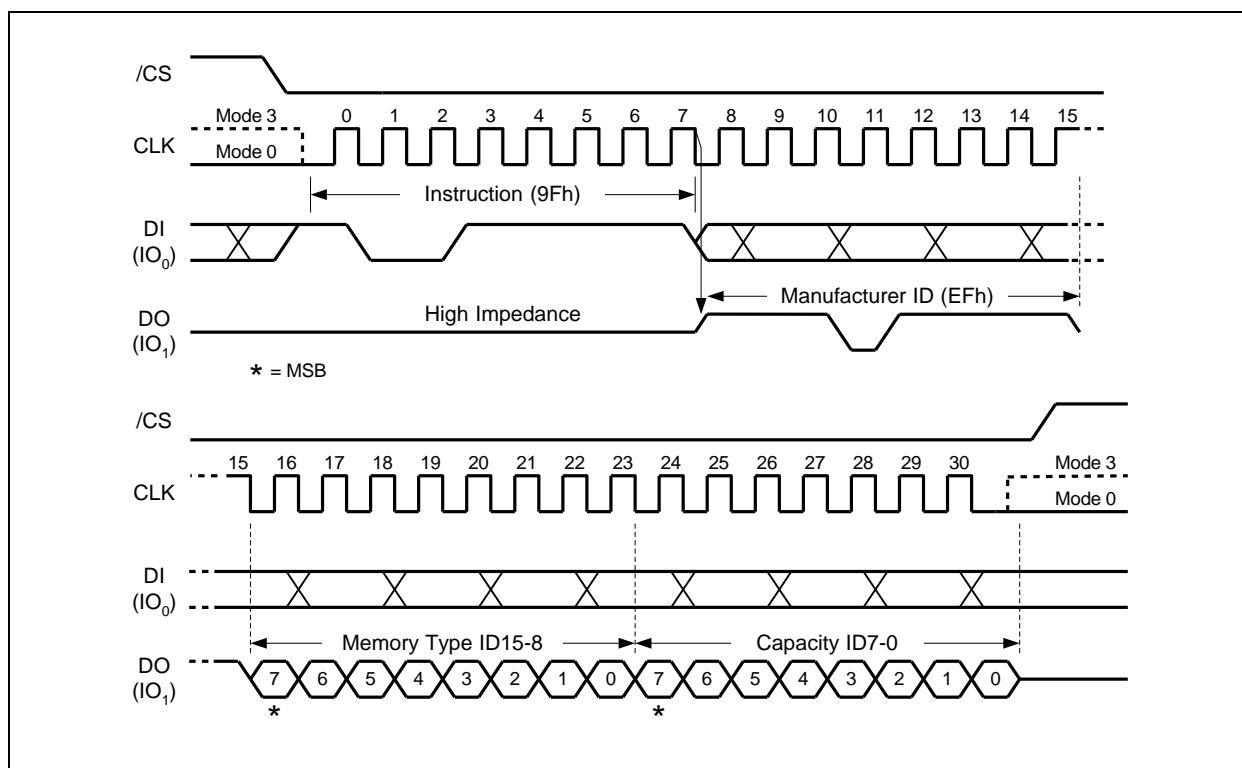 /CS
Mode 3 0 1 2 3 4 5 6 7 8 9 10 11 12 13 14 15
CLK
Mode 0
Instruction (9Fh)
DI
(IO₀)
Manufacturer ID (EFh)
High Impedance
DO
(IO₁)
* = MSB
/CS
15 16 17 18 19 20 21 22 23 24 25 26 27 28 29 30 Mode 3
CLK
Mode 0
DI
(IO₀)
Memory Type ID15-8 Capacity ID7-0
DO
(IO₁)
7 6 5 4 3 2 1 0 7 6 5 4 3 2 1 0
* *